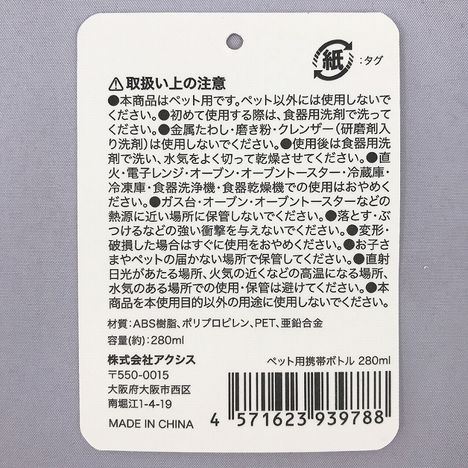 紙
:タグ
⚠取扱い上の注意
●本商品はペット用です。ペット以外には使用しないで
ください。●初めて使用する際は、食器用洗剤で洗って
ください。●金属たわし・磨き粉・クレンザー(研磨剤入
り洗剤)は使用しないでください。●使用後は食器用洗
剤で洗い、水気をよく切って乾燥させてください。●直
火・電子レンジ・オーブン・オーブントースター・冷蔵庫・
冷凍庫・食器洗浄機・食器乾燥機での使用はおやめく
ださい。●ガス台・オーブン・オーブントースターなど
の熱源に近い場所に保管しないでください。●落とす・ぶ
つけるなどの強い衝撃を与えないでください。●変形・
破損した場合はすぐに使用をおやめください。●お子さ
まやペットの届かない場所で保管してください。●直射
日光があたる場所、火気の近くなどの高温になる場所、
水気のある場所での使用・保管は避けてください。●本
商品を本使用目的以外の用途に使用しないでください。
材質:ABS樹脂、ポリプロピレン、PET、亜鉛合金
容量(約):280ml
株式会社アクシス
〒550-0015
大阪府大阪市西区
南堀江1-4-19
MADE IN CHINA
ペット用携帯ボトル 280ml
4 571623 939788